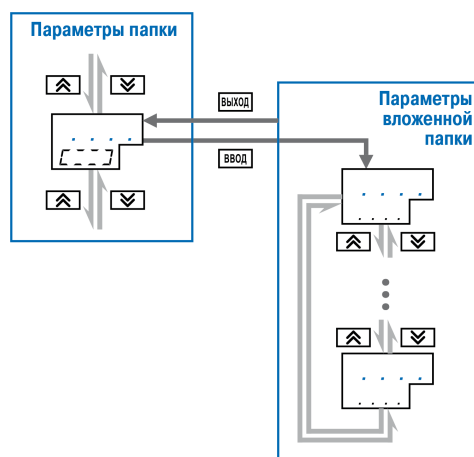 Параметры папки
ВЫХОД
Параметры
вложенной
папки
ВВОД